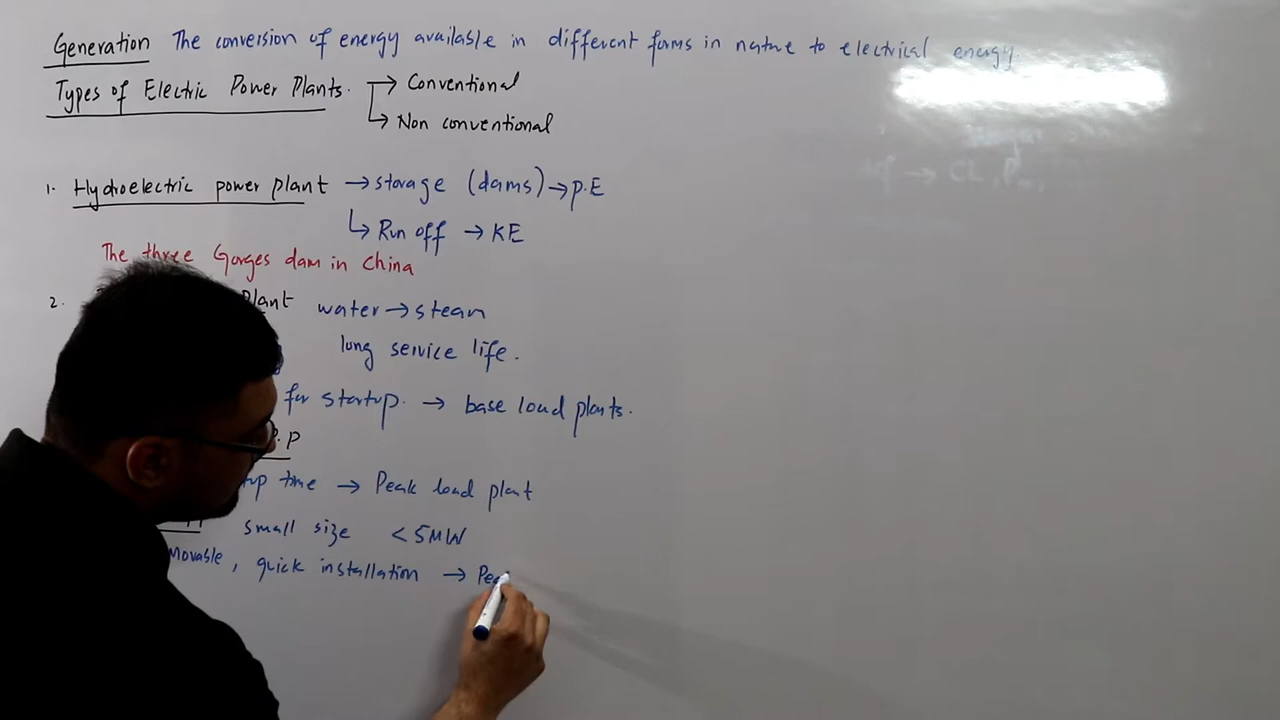 Generation The conversion of energy available in different forms in nature to electrical energy.
Types of Electric Power Plants. → Conventional
↳ Non conventional
1. Hydroelectric power plant → storage (dams) → P.E
↳ Run off → KE
The three Gorges dam in China
2. Plant water → steam
long service life.
for startup. → base load plants.
P.P
time → Peak load plant
small size < 5MW
Movable, quick installation → Pea